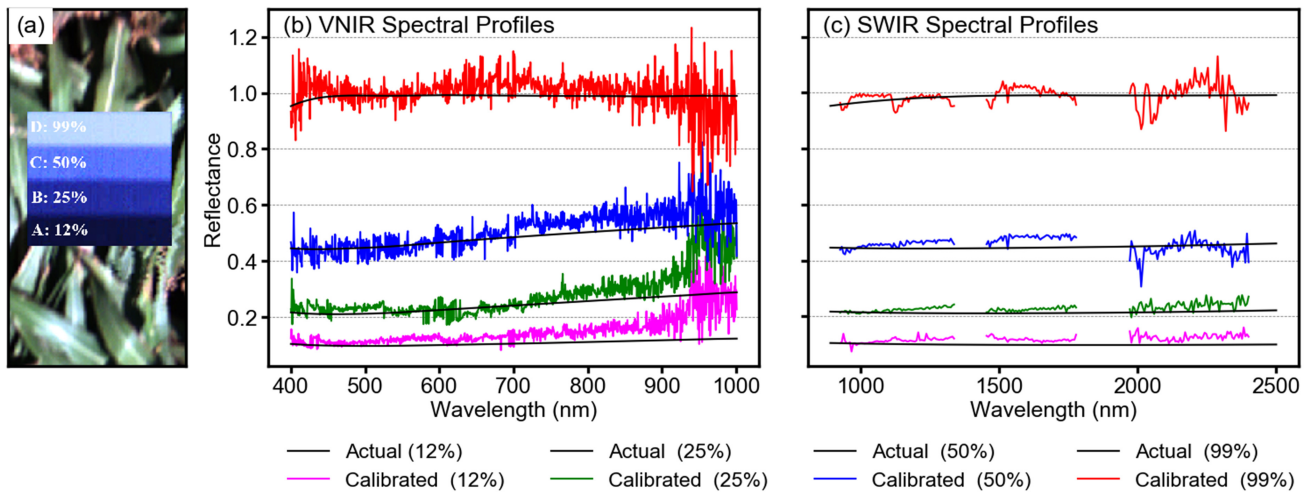 (a)
D: 99%
C: 50%
B: 25%
A: 12%
(b) VNIR Spectral Profiles
1.2
1.0
0.8
0.6
0.4
0.2
Reflectance
400 500 600 700 800 900 1000
Wavelength (nm)
(c) SWIR Spectral Profiles
1000 1500 2000 2500
Wavelength (nm)
Actual (12%) Actual (25%) Actual (50%) Actual (99%)
Calibrated (12%) Calibrated (25%) Calibrated (50%) Calibrated (99%)